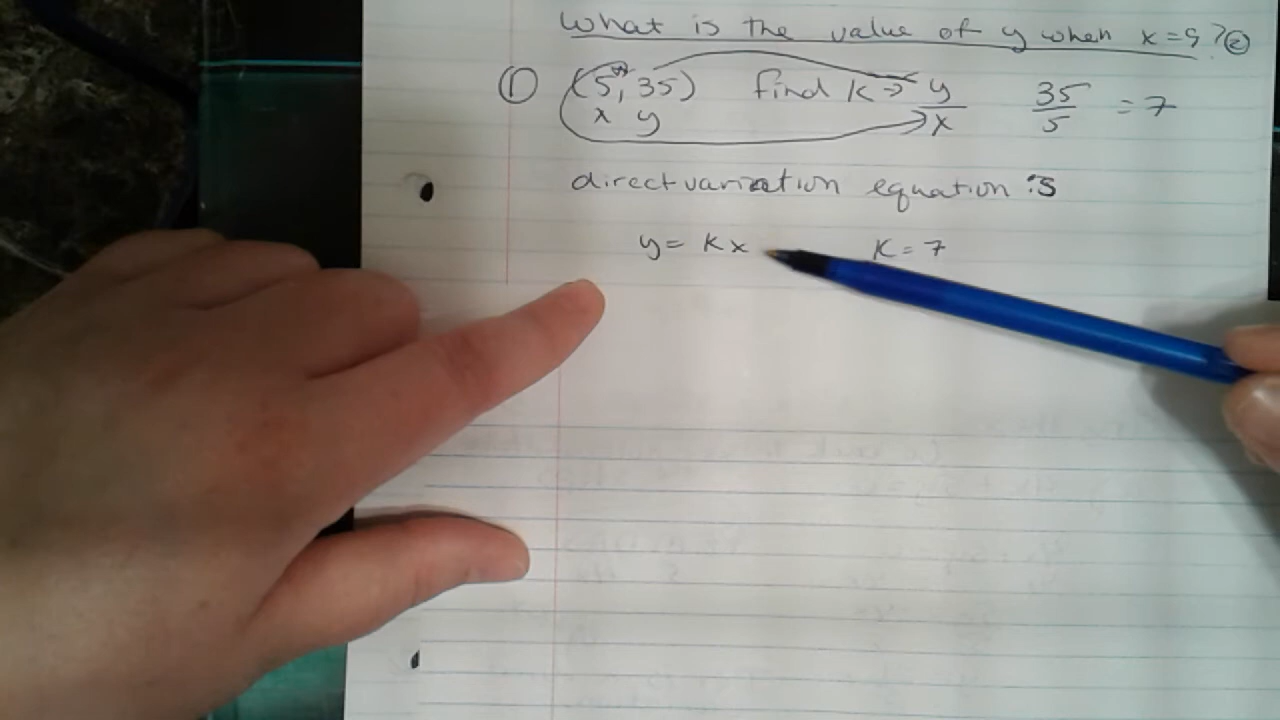 What is the value of y when x=9? ②
① (5, 35) find k → y/x 35/5 = 7
x y
direct variation equation is
y = kx k = 7